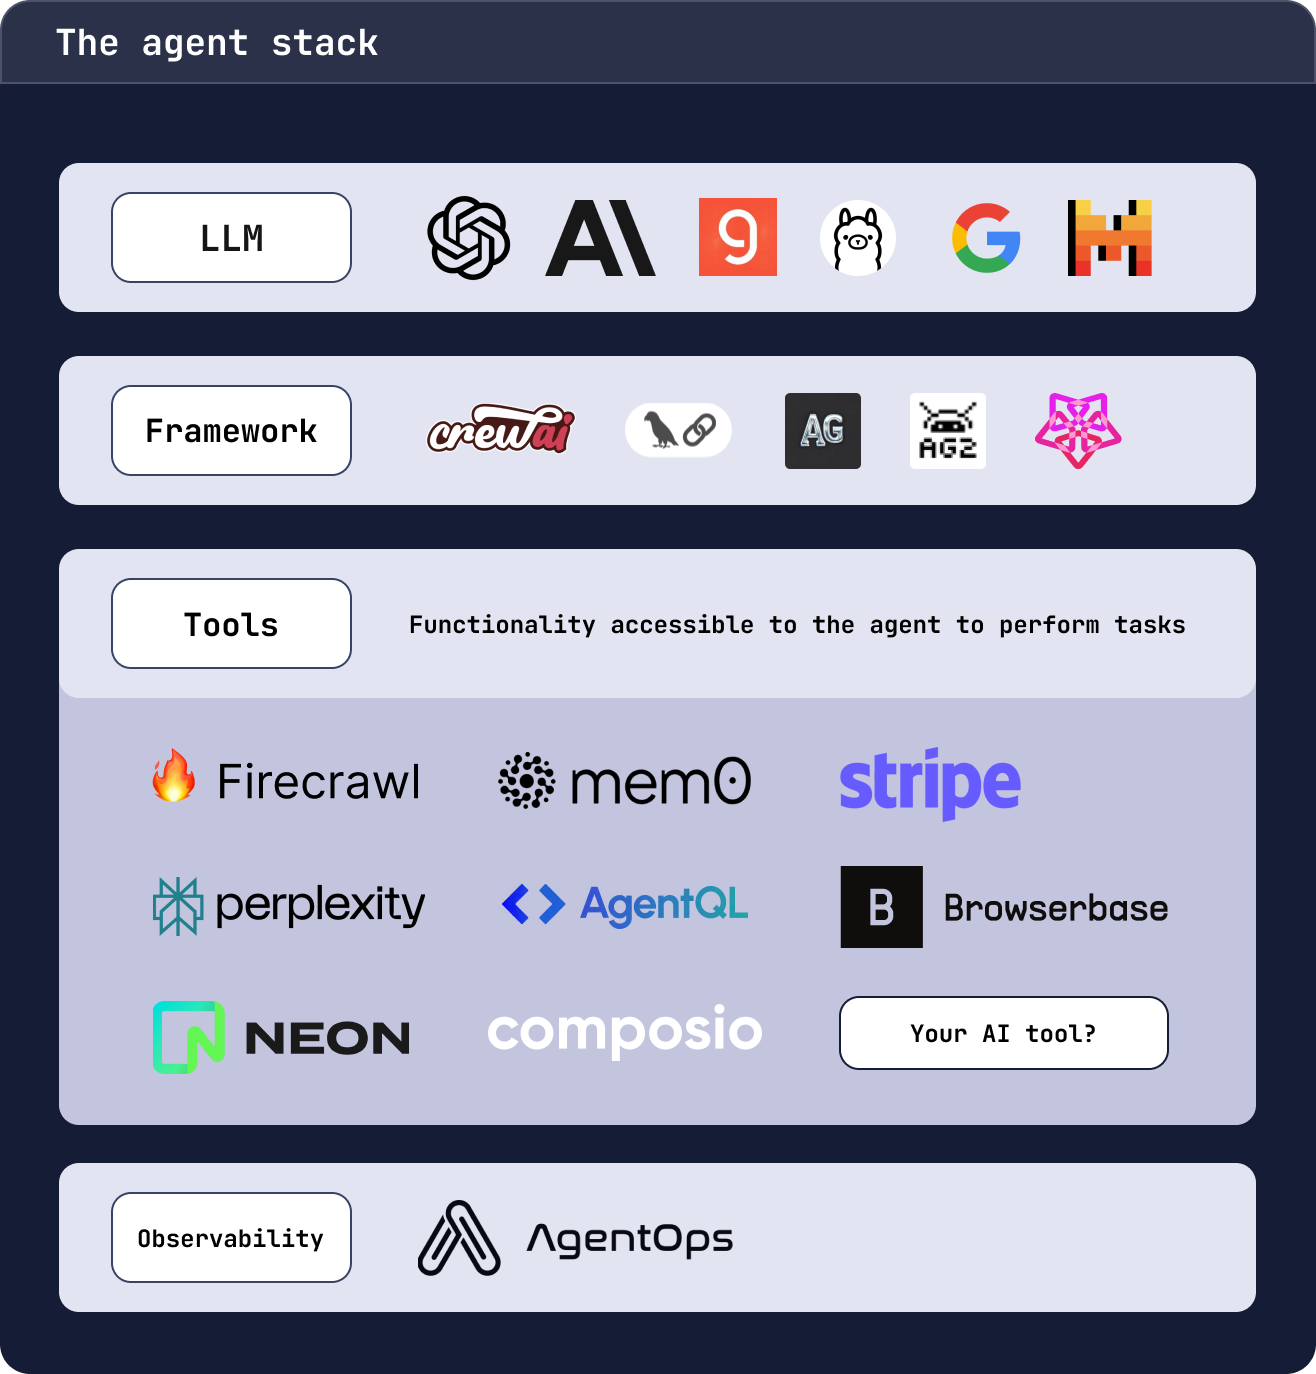 The agent stack
LLM
AI
g
G
Framework
crewai
AG
AG2
Tools
Functionality accessible to the agent to perform tasks
Firecrawl
mem0
stripe
perplexity
AgentQL
B
Browserbase
N
NEON
composio
Your AI tool?
Observability
AgentOps